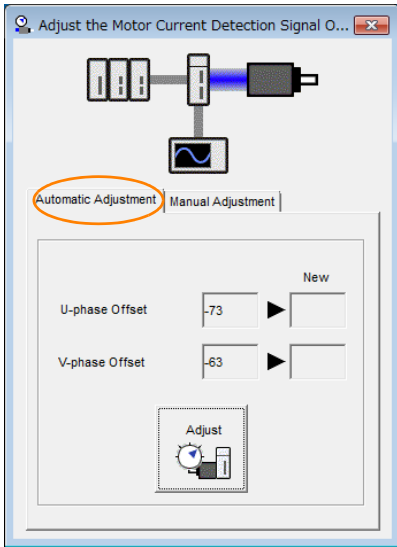 Adjust the Motor Current Detection Signal O...
Automatic Adjustment
Manual Adjustment
New
U-phase Offset
-73
V-phase Offset
-63
Adjust